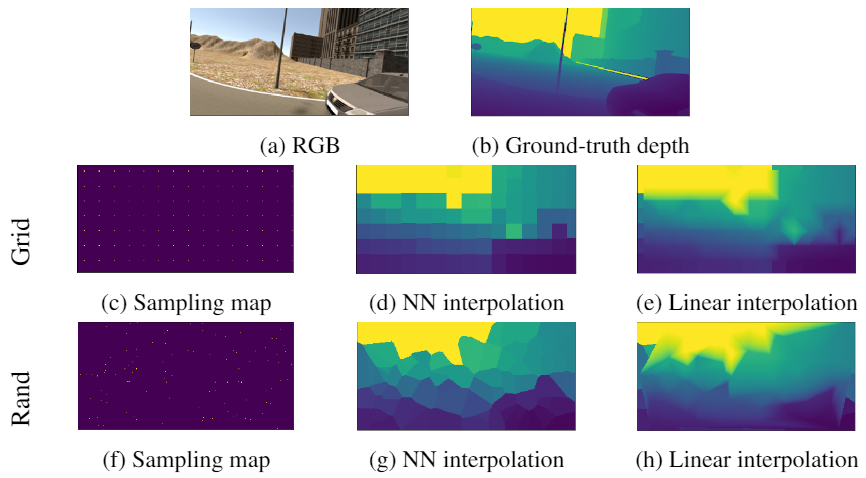 (a) RGB
(b) Ground-truth depth
Grid
(c) Sampling map
(d) NN interpolation
(e) Linear interpolation
Rand
(f) Sampling map
(g) NN interpolation
(h) Linear interpolation